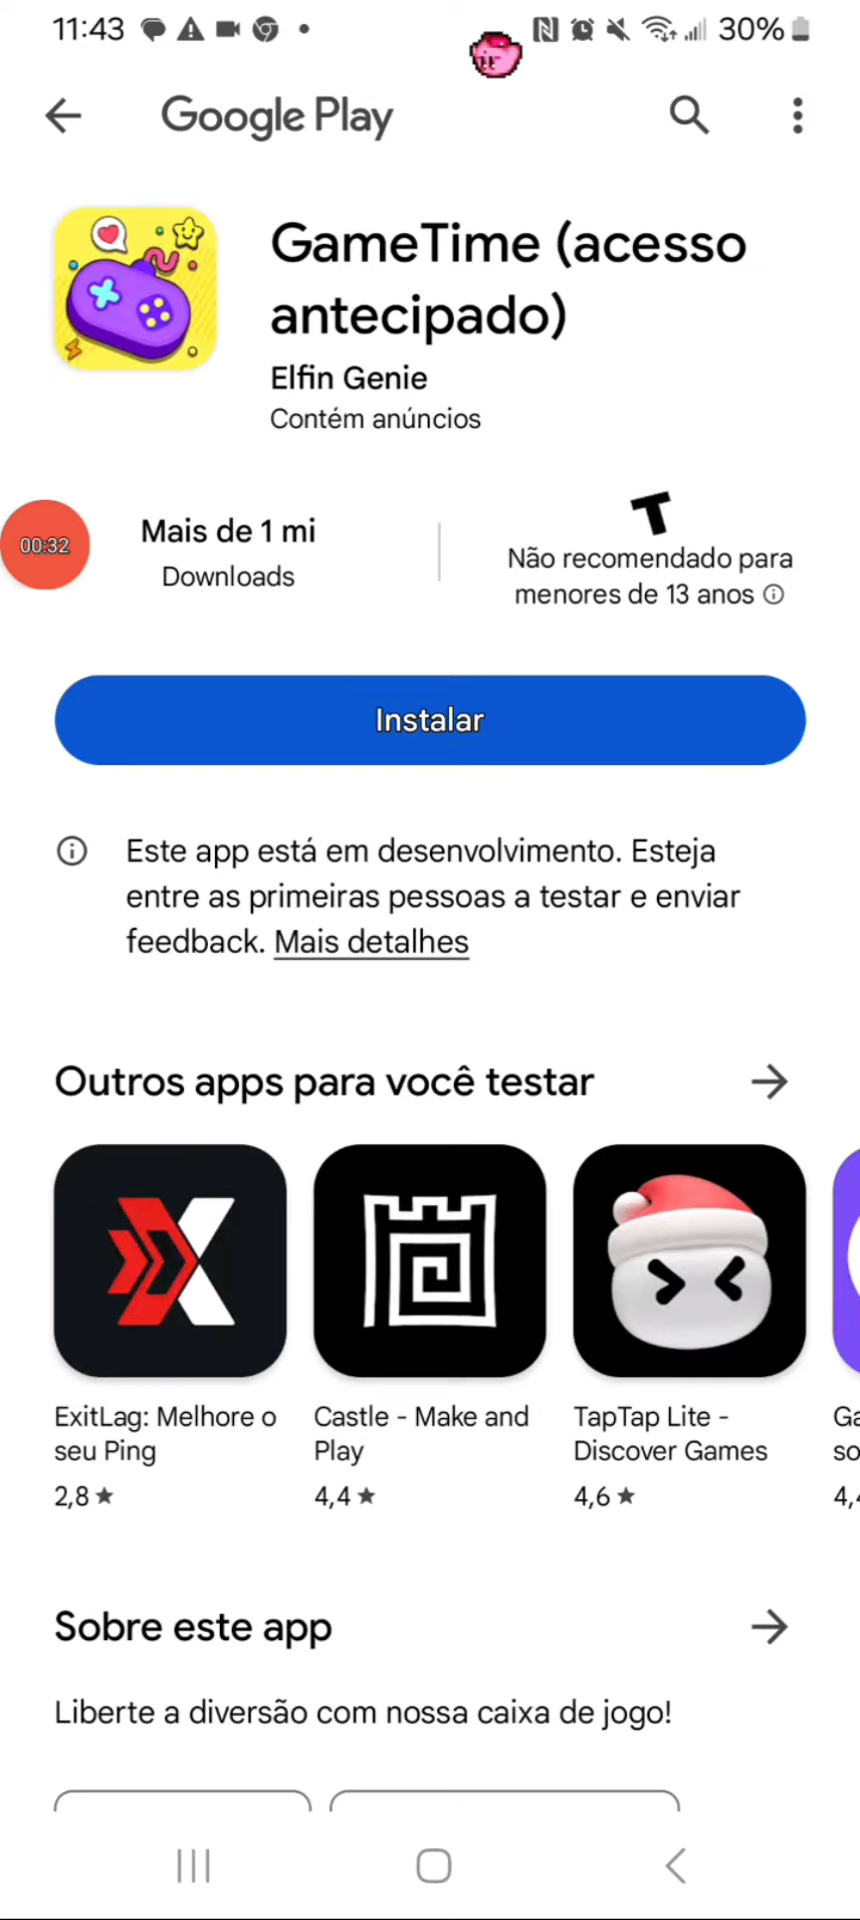 11:43
30%
Google Play
GameTime (acesso
antecipado)
Elfin Genie
Contém anúncios
00:32
Mais de 1 mi
Downloads
T
Não recomendado para
menores de 13 anos
Instalar
Este app está em desenvolvimento. Esteja
entre as primeiras pessoas a testar e enviar
feedback. Mais detalhes
Outros apps para você testar
ExitLag: Melhore o
seu Ping
2,8 ★
Castle - Make and
Play
4,4 ★
TapTap Lite -
Discover Games
4,6 ★
Sobre este app
Liberte a diversão com nossa caixa de jogo!